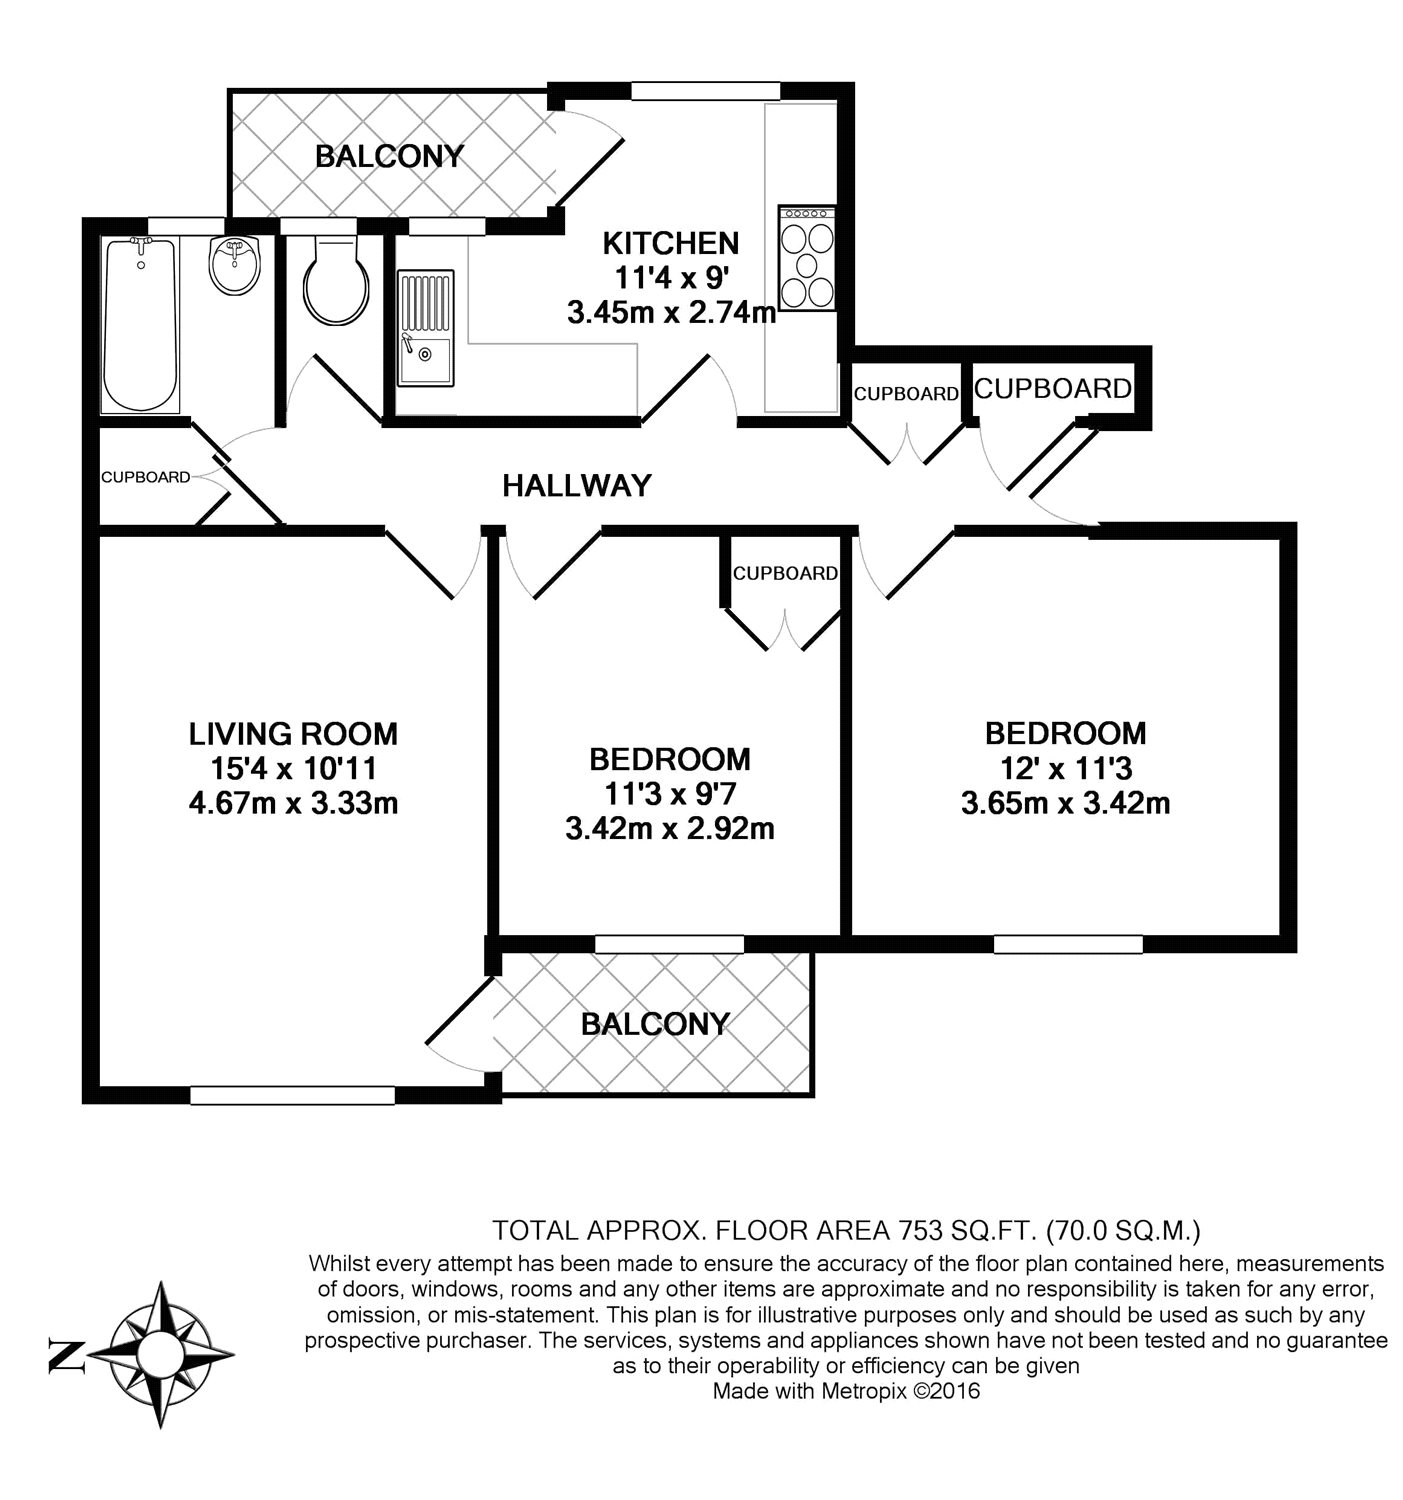 BALCONY
KITCHEN
11'4 x 9'
3.45m x 2.74m
CUPBOARD
CUPBOARD
CUPBOARD
HALLWAY
CUPBOARD
LIVING ROOM
15'4 x 10'11
4.67m x 3.33m
BEDROOM
11'3 x 9'7
3.42m x 2.92m
BEDROOM
12' x 11'3
3.65m x 3.42m
BALCONY
TOTAL APPROX. FLOOR AREA 753 SQ.FT. (70.0 SQ.M.)
Whilst every attempt has been made to ensure the accuracy of the floor plan contained here, measurements
of doors, windows, rooms and any other items are approximate and no responsibility is taken for any error,
omission, or mis-statement. This plan is for illustrative purposes only and should be used as such by any
prospective purchaser. The services, systems and appliances shown have not been tested and no guarantee
as to their operability or efficiency can be given
Made with Metropix ©2016
N